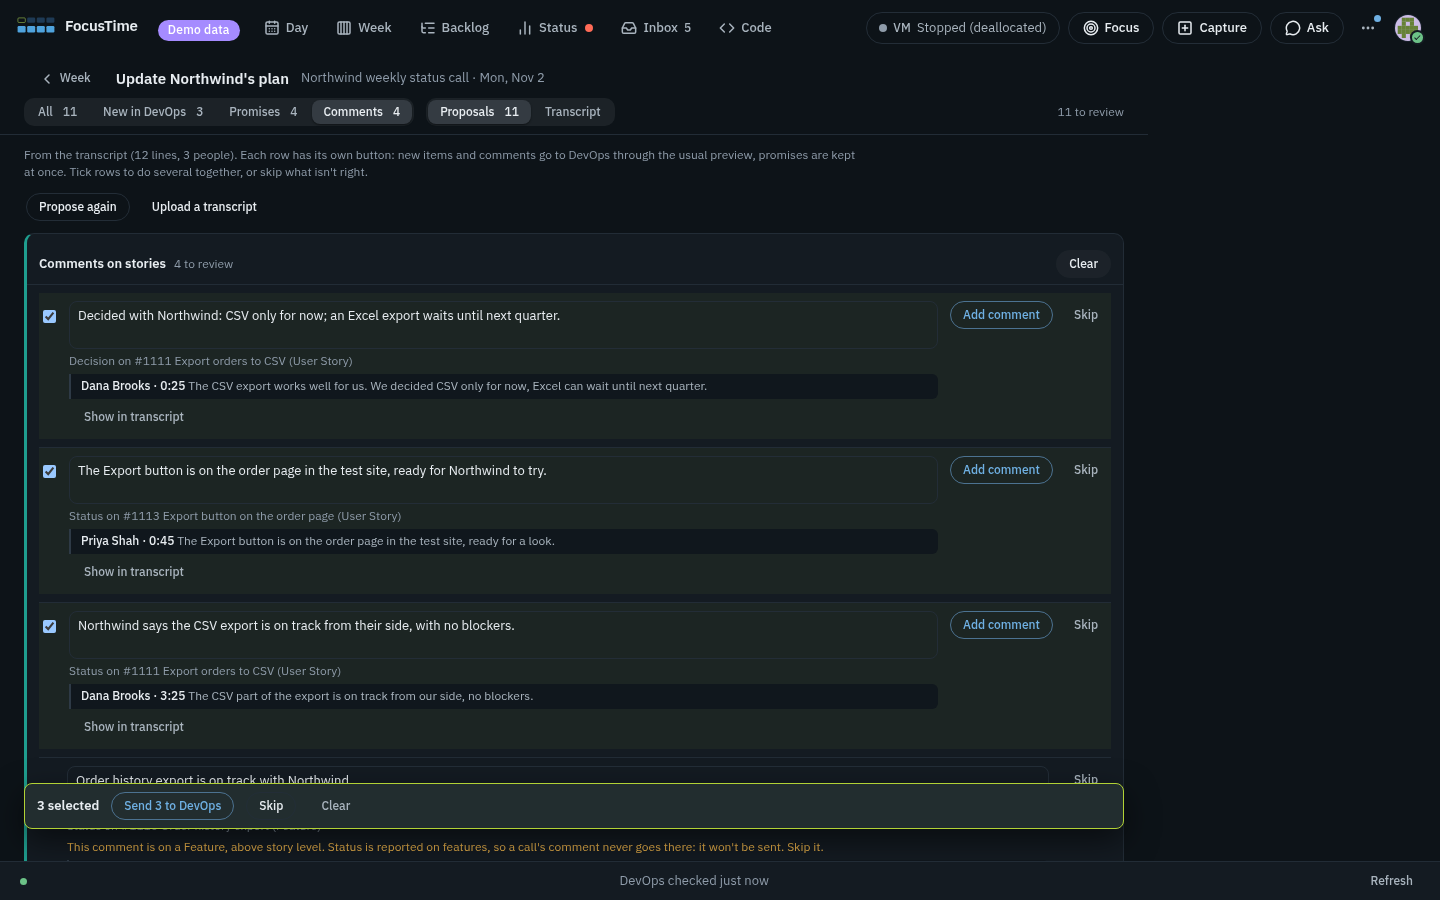 FocusTime
Demo data
Day
Week
Backlog
Status
Inbox 5
Code
VM Stopped (deallocated)
Focus
Capture
Ask
Week
Update Northwind's plan
Northwind weekly status call · Mon, Nov 2
All 11
New in DevOps 3
Promises 4
Comments 4
Proposals 11
Transcript
11 to review
From the transcript (12 lines, 3 people). Each row has its own button: new items and comments go to DevOps through the usual preview, promises are kept
at once. Tick rows to do several together, or skip what isn't right.
Propose again
Upload a transcript
Comments on stories 4 to review
Clear
Decided with Northwind: CSV only for now; an Excel export waits until next quarter.
Add comment
Skip
Decision on #1111 Export orders to CSV (User Story)
Dana Brooks · 0:25 The CSV export works well for us. We decided CSV only for now, Excel can wait until next quarter.
Show in transcript
The Export button is on the order page in the test site, ready for Northwind to try.
Add comment
Skip
Status on #1113 Export button on the order page (User Story)
Priya Shah · 0:45 The Export button is on the order page in the test site, ready for a look.
Show in transcript
Northwind says the CSV export is on track from their side, with no blockers.
Add comment
Skip
Status on #1111 Export orders to CSV (User Story)
Dana Brooks · 3:25 The CSV part of the export is on track from our side, no blockers.
Show in transcript
Order history export is on track with Northwind
Skip
3 selected
Send 3 to DevOps
Skip
Clear
This comment is on a Feature, above story level. Status is reported on features, so a call's comment never goes there: it won't be sent. Skip it.
DevOps checked just now
Refresh